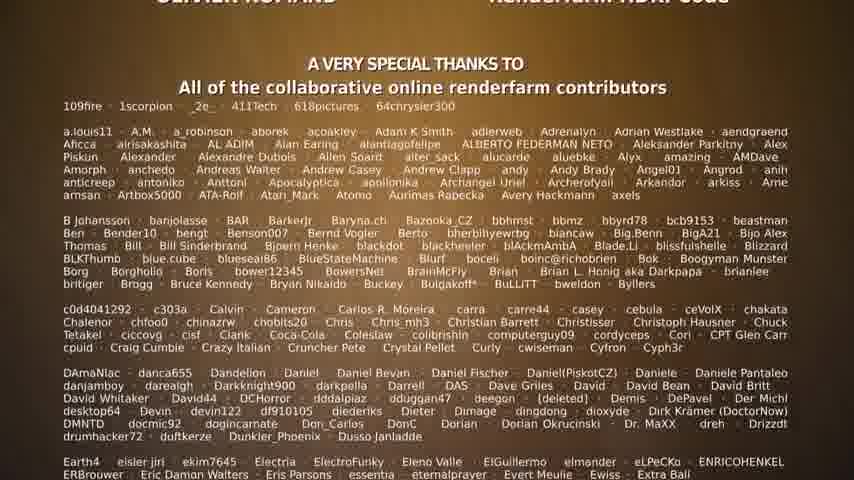 OLIVIER ROMAND Renderfarm HDRI Code
A VERY SPECIAL THANKS TO
All of the collaborative online renderfarm contributors
109fire · 1scorpion · _2e_ · 411Tech · 618pictures · 64chrysler300
a.louis11 · A.M. · a_robinson · aborek · acoakley · Adam K Smith · adlerweb · Adrenalyn · Adrian Westlake · aendgraend
Aficca · airisakashita · AL ADIM · Alan Earing · alantiagofelipe · ALBERTO FEDERMAN NETO · Aleksander Parkitny · Alex
Piskun · Alexander · Alexandre Dubois · Allen Soard · alter_sack · alucarde · aluebke · Alyx · amazing · AMDave
Amorph · anchedo · Andreas Walter · Andrew Casey · Andrew Clapp · andy · Andy Brady · Angel01 · Angrod · anih
anticreep · antoniko · Anttoni · Apocalyptica · apollonika · Archangel Uriel · Archerofayli · Arkandor · arkiss · Arne
amsan · Artbox5000 · ATA-Rolf · Atari_Mark · Atomo · Aurimas Rapecka · Avery Hackmann · axels
B Johansson · banjolasse · BAR · BarkerJr · Baryna.ch · Bazooka_CZ · bbhmst · bbmz · _bbyrd78 · bcb9153 · beastman
Ben · Bender10 · bengt · Benson007 · Bernd Vogler · Berto · bherbihyewrbg · biancaw · Big.Benn · BigA21 · Bijo Alex
Thomas · Bill · Bill Sinderbrand · Bjoern Henke · blackdot · blackheeler · blAckmAmbA · Blade.Li · blissfulshelle · Blizzard
BLKThumb · blue.cube · bluesea86 · BlueStateMachine · Blurf · boceli · boinc@richobrien · Bok · Boogyman Munster
Borg · Borgholio · Boris · bower12345 · BowersNet · BrainMcFly · Brian · Brian L. Honig aka Darkpapa · brianlee
britiger · Brogg · Bruce Kennedy · Bryan Nikaido · Buckey · Bulgakoff* · BuLLITT · bweldon · Byllers
c0d4041292 · c303a · Calvin · Cameron · Carlos R. Moreira · carra · carre44 · casey · cebula · ceVoIX · chakata
Chalenor · chfoo0 · chinazrw · chobits20 · Chris · Chris_mh3 · Christian Barrett · Christisser · Christoph Hausner · Chuck
Tetakel · ciccovg · cisf · Clank · Coca-Cola · Coleslaw · colibrishin · computerguy09 · cordyceps · Cori · CPT Glen Carr
cpuid · Craig Cumbie · Crazy Italian · Cruncher Pete · Crystal Pellet · Curly · cwiseman · Cyfron · Cyph3r
DAmaNIac · danca655 · Dandelion · Daniel · Daniel Bevan · Daniel Fischer · Daniel(PiskotCZ) · Daniele · Daniele Pantaleo
danjamboy · darealgh · Darkknight900 · darkpella · Darrell · DAS · Dave Griles · David · David Bean · David Britt
David Whitaker · David44 · DCHorror · dddalpiaz · dduggan47 · deegon · [deleted] · Demis · DePavel · Der Michl
desktop64 · Devin · devin122 · df910105 · diederiks · Dieter · Dimage · dingdong · dioxyde · Dirk Krämer (DoctorNow)
DMNTD · docmic92 · dogincarnate · Don_Carlos · DonC · Dorian · Dorian Okrucinski · Dr. MaXX · dreh · Drizzdt
drumhacker72 · duftkerze · Dunkler_Phoenix · Dusso Janladde
Earth4 · eisler jiri · ekim7645 · Electria · ElectroFunky · Eleno Valle · ElGuillermo · elmander · eLPeCKo · ENRICOHENKEL
ERBrouwer · Eric Damon Walters · Eris Parsons · essentia · eternalprayer · Evert Meulie · Ewiss · Extra Ball